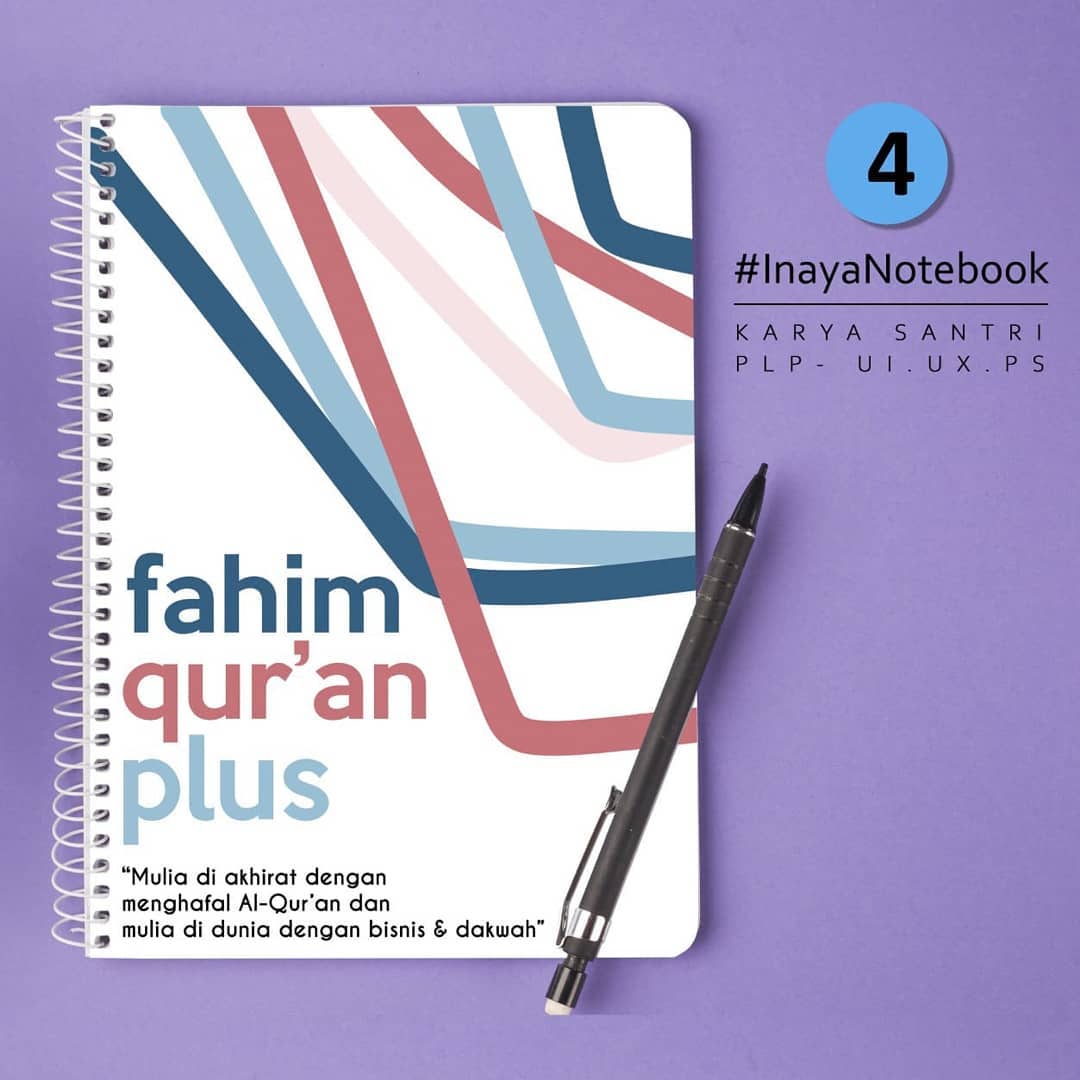 fahim
qur'an
plus
"Mulia di akhirat dengan
menghafal Al-Qur'an dan
mulia di dunia dengan bisnis & dakwah"
4
#InayaNotebook
KARYA SANTRI
PLP- UI.UX.PS